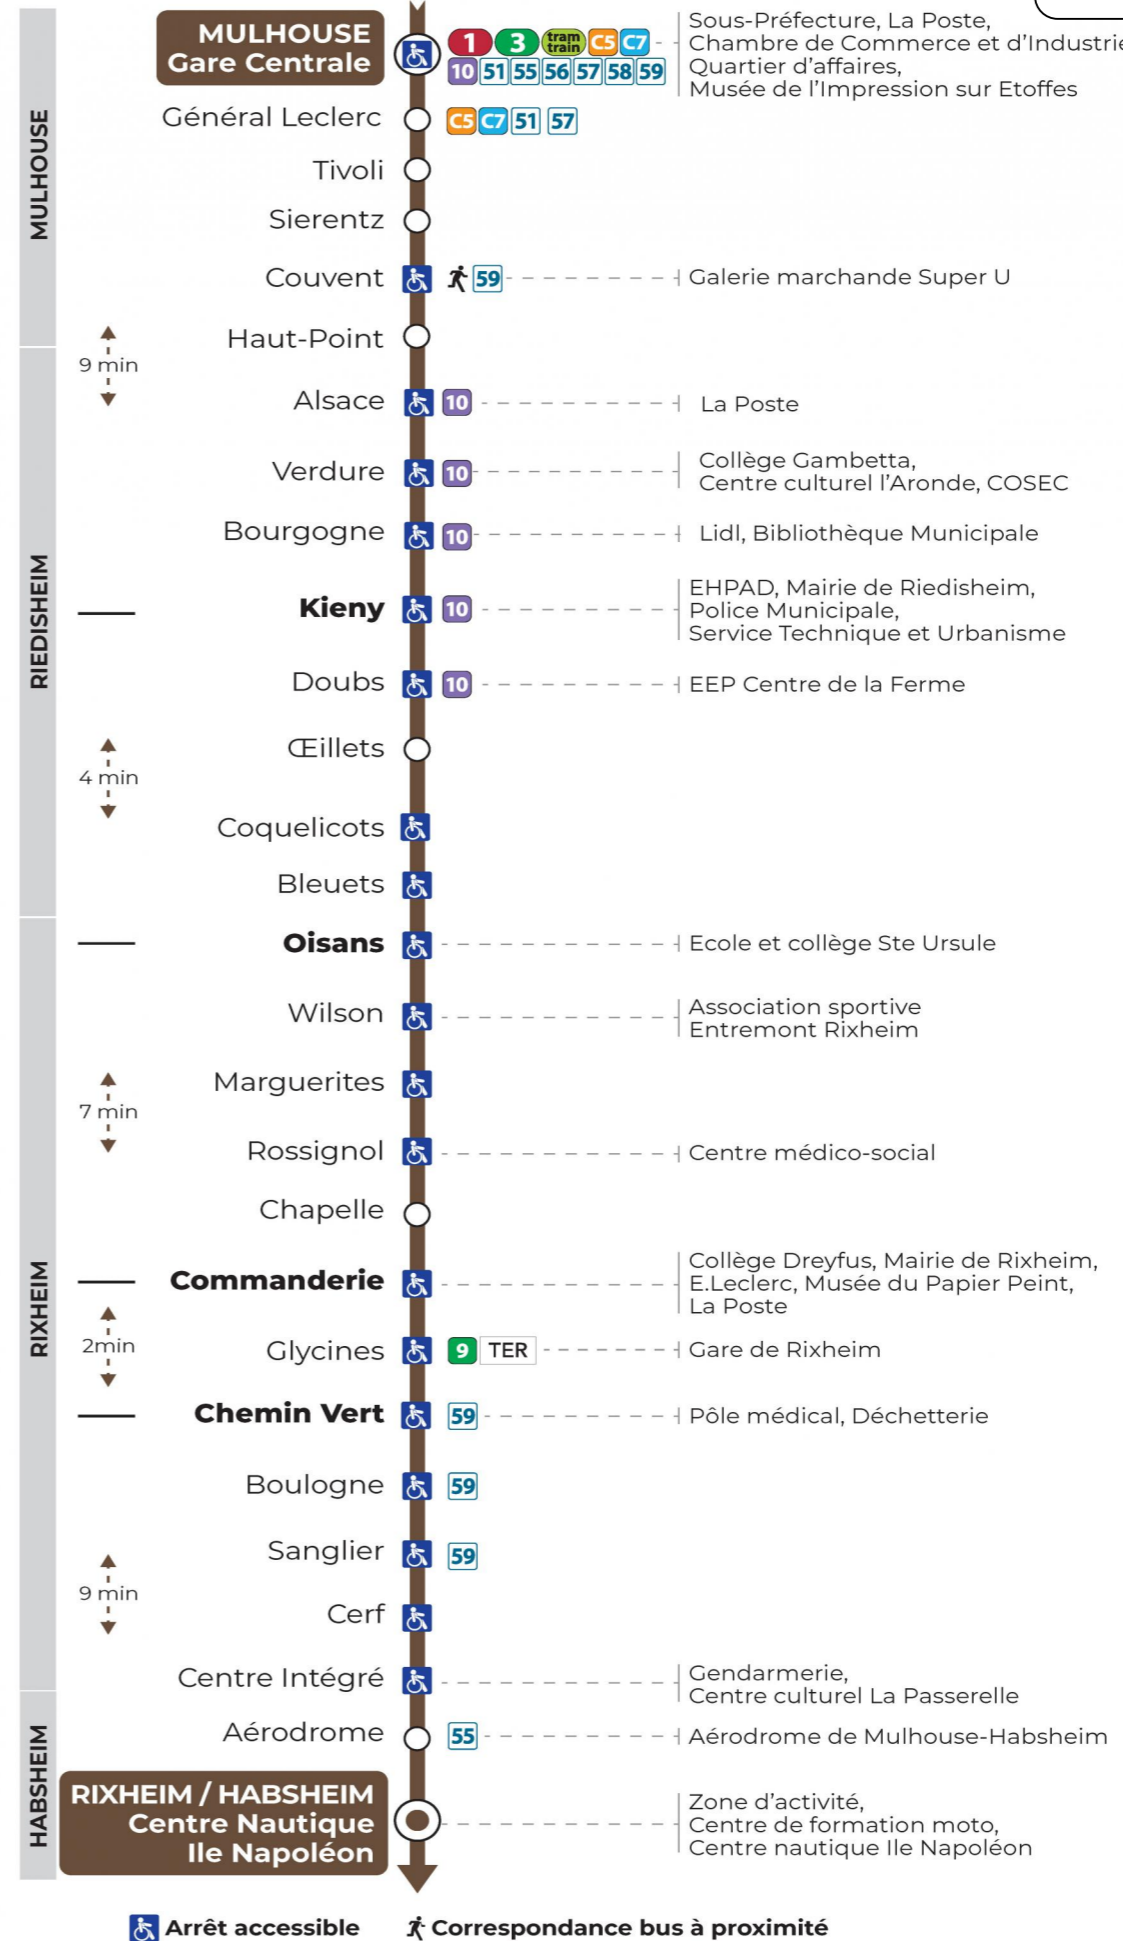 MULHOUSE
Gare Centrale
1 3 tram train C5 C7
10 51 55 56 57 58 59
Sous-Préfecture, La Poste,
Chambre de Commerce et d'Industrie
Quartier d'affaires,
Musée de l'Impression sur Etoffes
MULHOUSE
Général Leclerc C5 C7 51 57
Tivoli
Sierentz
Couvent 59 Galerie marchande Super U
Haut-Point
9 min
RIEDISHEIM
Alsace 10 La Poste
Verdure 10
Collège Gambetta,
Centre culturel l'Aronde, COSEC
Bourgogne 10 Lidl, Bibliothèque Municipale
Kieny 10
EHPAD, Mairie de Riedisheim,
Police Municipale,
Service Technique et Urbanisme
Doubs 10 EEP Centre de la Ferme
Œillets
4 min
Coquelicots
Bleuets
RIXHEIM
Oisans Ecole et collège Ste Ursule
Wilson
Association sportive
Entremont Rixheim
Marguerites
7 min
Rossignol Centre médico-social
Chapelle
Commanderie
Collège Dreyfus, Mairie de Rixheim,
E.Leclerc, Musée du Papier Peint,
La Poste
2min
Glycines 9 TER Gare de Rixheim
Chemin Vert 59 Pôle médical, Déchetterie
Boulogne 59
Sanglier 59
9 min
Cerf
Centre Intégré
Gendarmerie,
Centre culturel La Passerelle
HABSHEIM
Aérodrome 55 Aérodrome de Mulhouse-Habsheim
RIXHEIM / HABSHEIM
Centre Nautique
Ile Napoléon
Zone d'activité,
Centre de formation moto,
Centre nautique Ile Napoléon
Arrêt accessible Correspondance bus à proximité